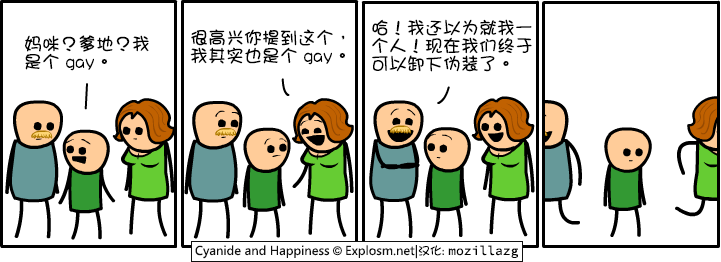 妈咪？爹地？我
是个 gay。
很高兴你提到这个，
我其实也是个 gay。
哈！我还以为就我一
个人！现在我们终于
可以卸下伪装了。
Cyanide and Happiness © Explosm.net|汉化: mozillazg